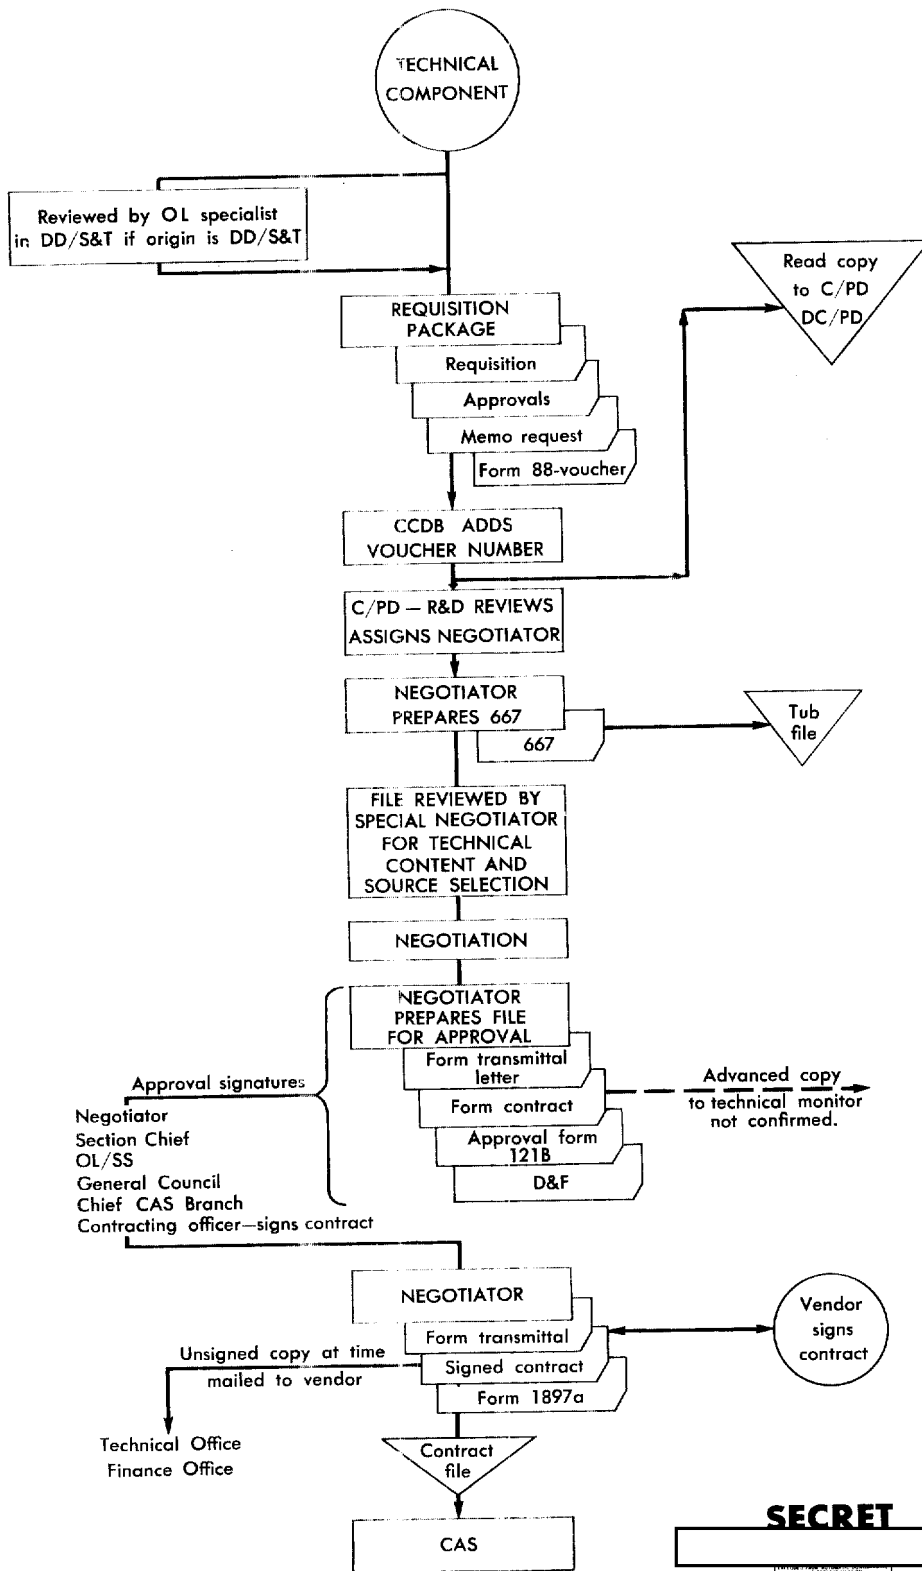 TECHNICAL
COMPONENT
Reviewed by OL specialist
in DD/S&T if origin is DD/S&T
Read copy
to C/PD
DC/PD
REQUISITION
PACKAGE
Requisition
Approvals
Memo request
Form 88-voucher
CCDB ADDS
VOUCHER NUMBER
C/PD — R&D REVIEWS
ASSIGNS NEGOTIATOR
NEGOTIATOR
PREPARES 667
667
Tub
file
FILE REVIEWED BY
SPECIAL NEGOTIATOR
FOR TECHNICAL
CONTENT AND
SOURCE SELECTION
NEGOTIATION
NEGOTIATOR
PREPARES FILE
FOR APPROVAL
Form transmittal
letter
Form contract
Approval form
121B
D&F
Advanced copy
to technical monitor
not confirmed.
Approval signatures
Negotiator
Section Chief
OL/SS
General Council
Chief CAS Branch
Contracting officer—signs contract
NEGOTIATOR
Form transmittal
Signed contract
Form 1897a
Vendor
signs
contract
Unsigned copy at time
mailed to vendor
Technical Office
Finance Office
Contract
file
CAS
SECRET